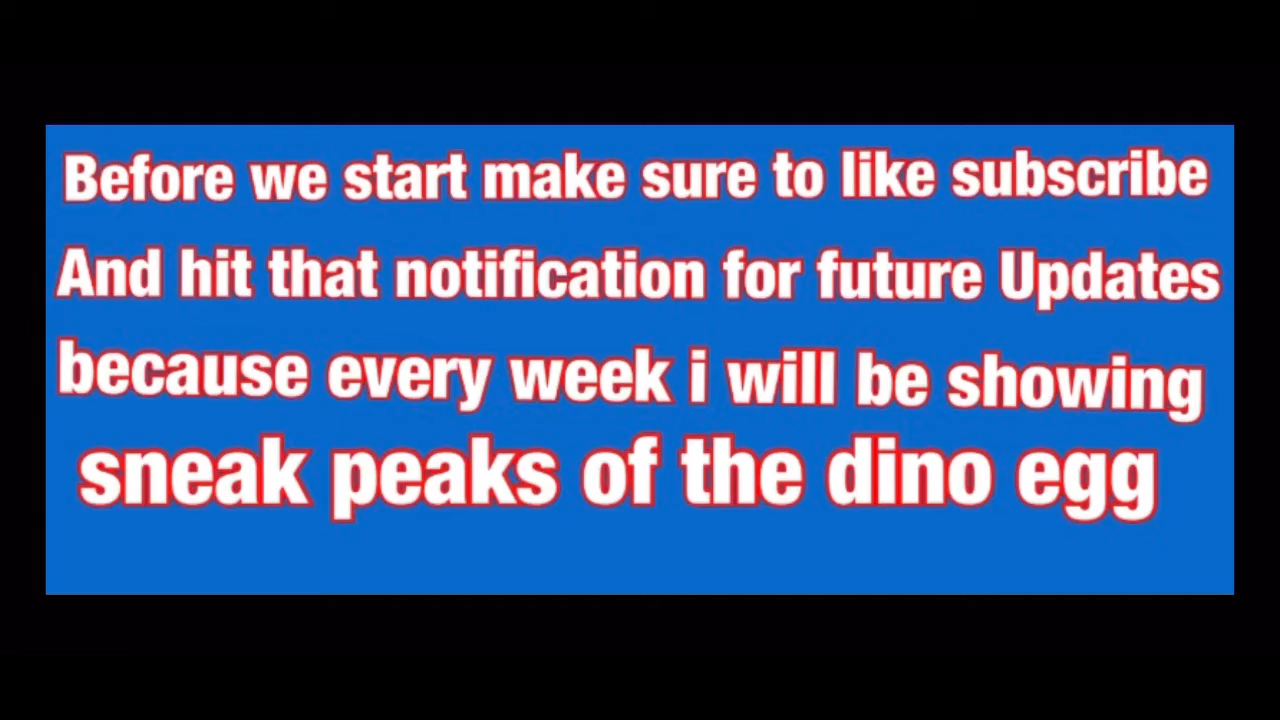 Before we start make sure to like subscribe
And hit that notification for future Updates
because every week i will be showing
sneak peaks of the dino egg